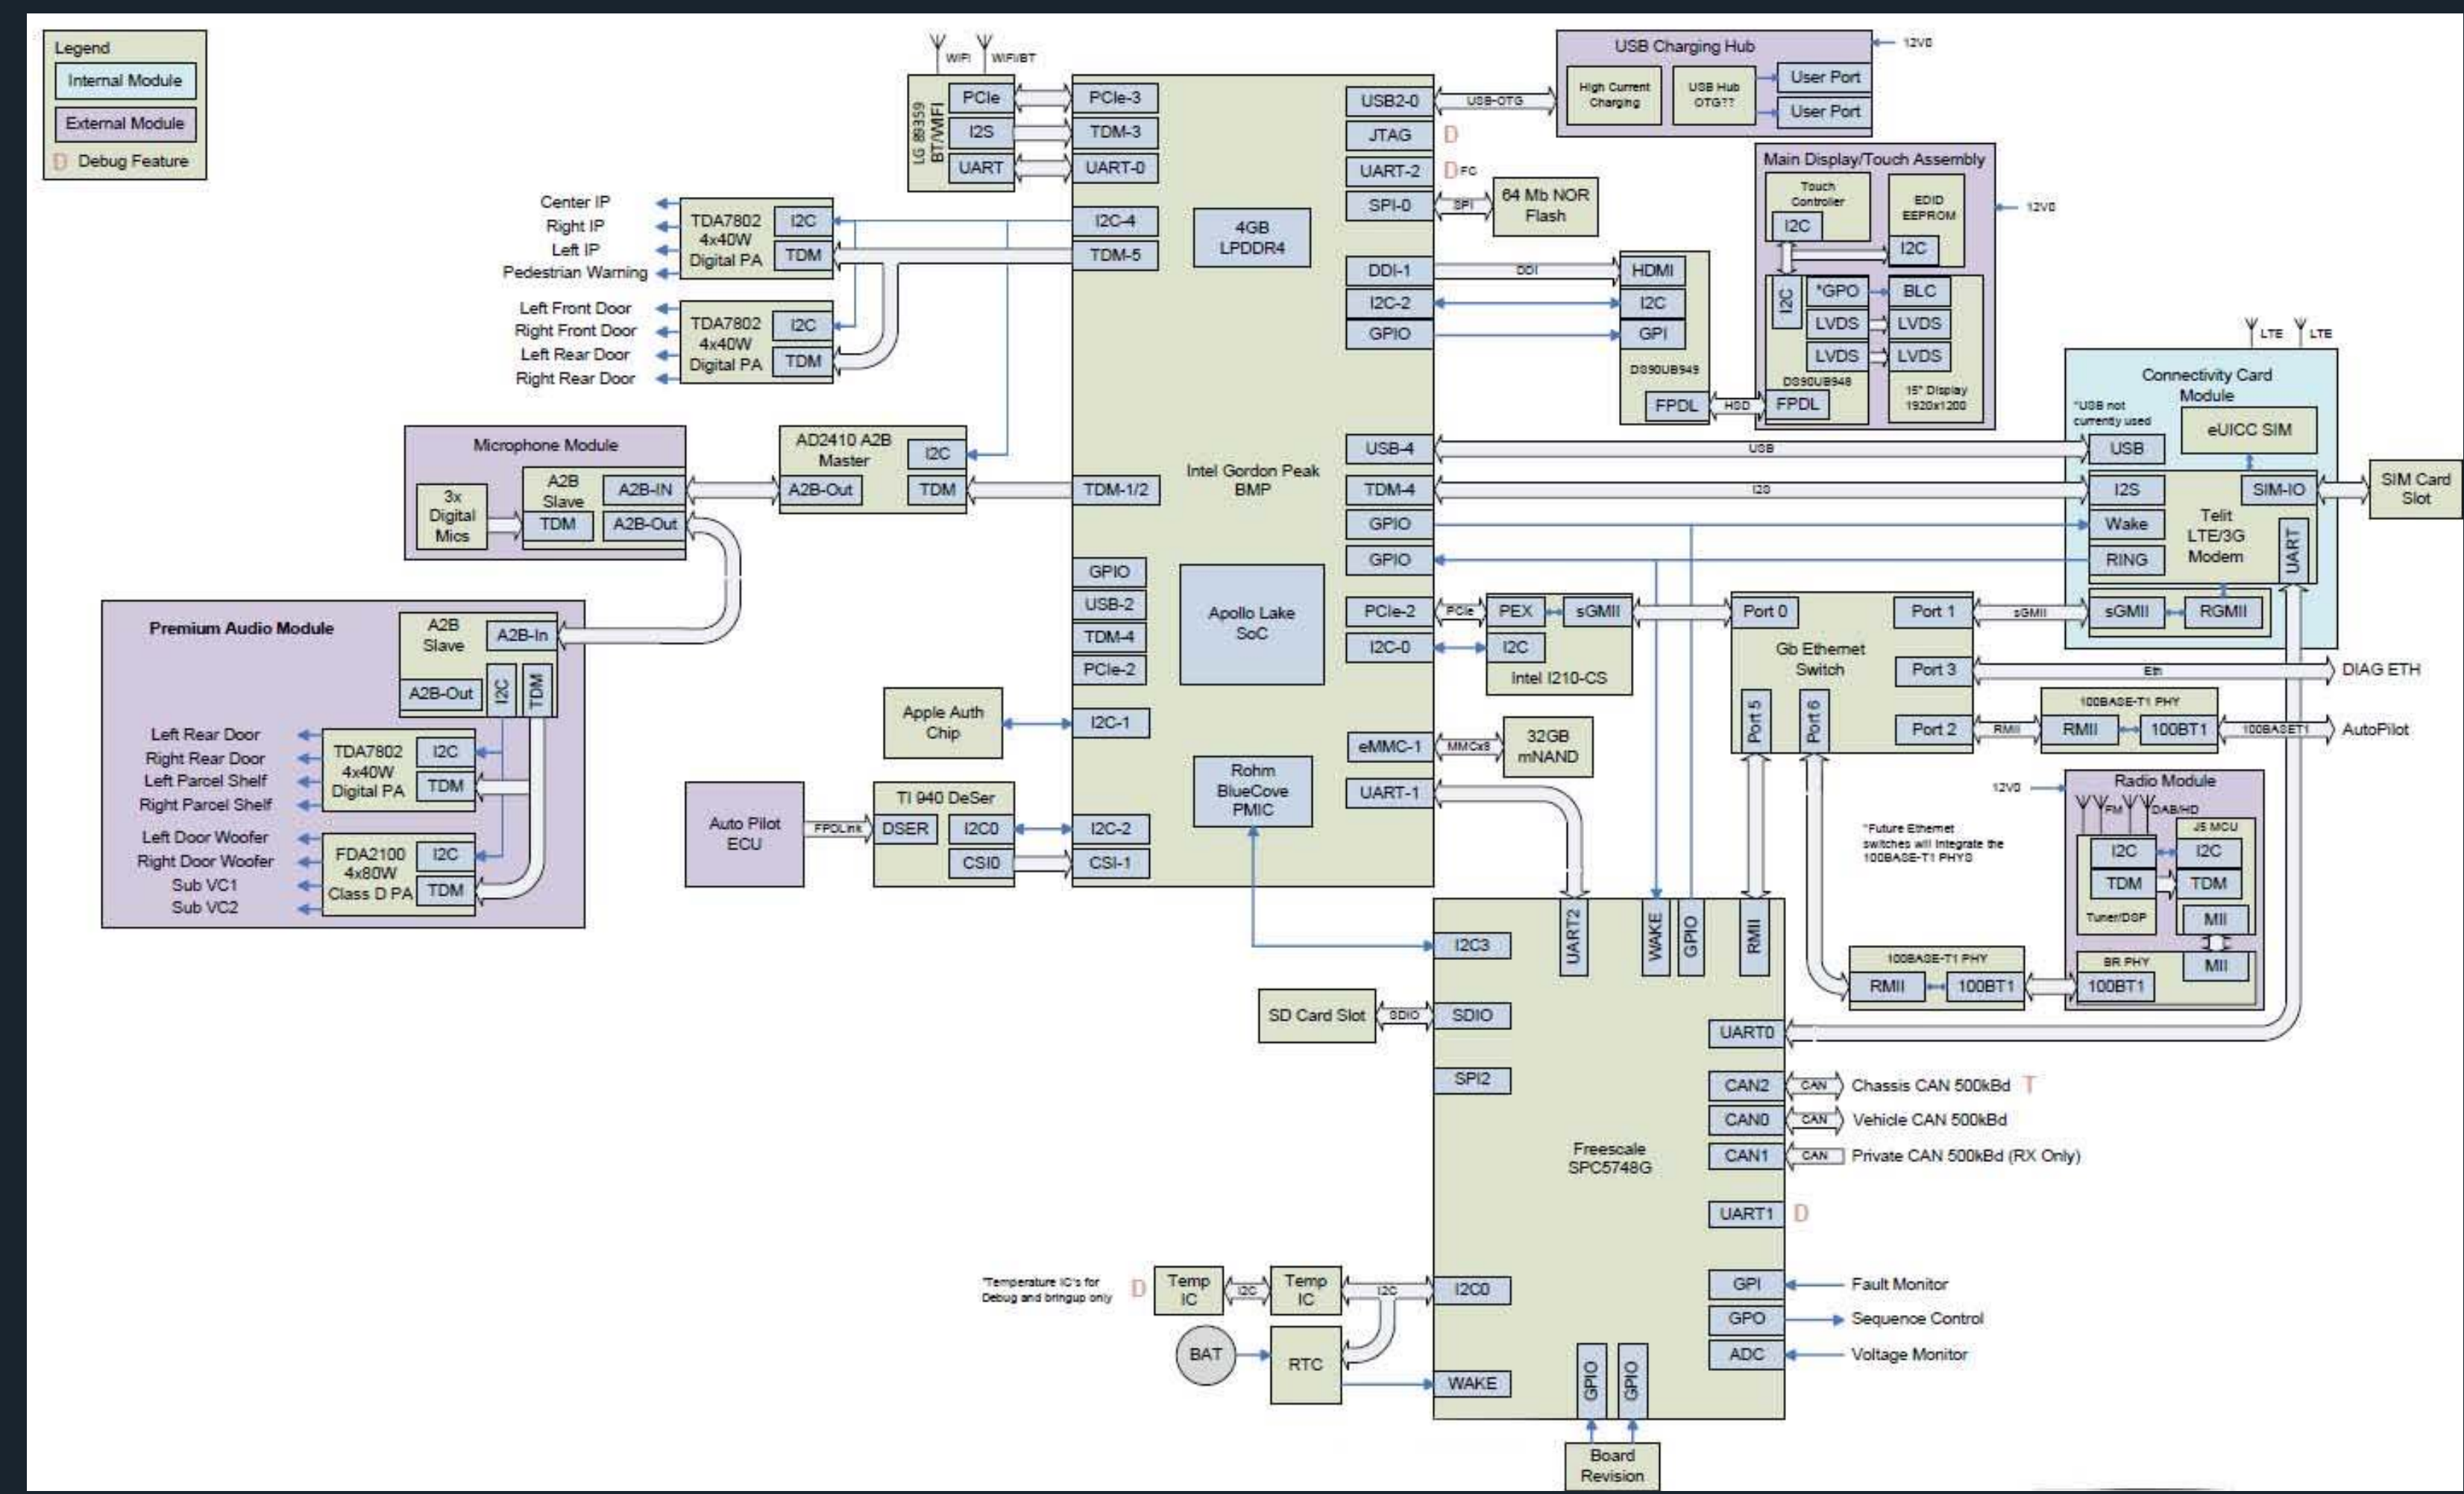 Legend
Internal Module
External Module
D Debug Feature
WIFI
WIFI/BT
LG 89359
BT/WIFI
PCIe
I2S
UART
PCIe-3
TDM-3
UART-0
I2C-4
TDM-5
Center IP
Right IP
Left IP
Pedestrian Warning
TDA7802
4x40W
Digital PA
I2C
TDM
Left Front Door
Right Front Door
Left Rear Door
Right Rear Door
TDA7802
4x40W
Digital PA
I2C
TDM
Microphone Module
3x
Digital
Mics
A2B
Slave
TDM
A2B-IN
A2B-Out
AD2410 A2B
Master
I2C
A2B-Out
TDM
TDM-1/2
GPIO
USB-2
TDM-4
PCIe-2
I2C-1
I2C-2
CSI-1
Premium Audio Module
A2B
Slave
A2B-In
A2B-Out
I2C
TDM
Left Rear Door
Right Rear Door
Left Parcel Shelf
Right Parcel Shelf
TDA7802
4x40W
Digital PA
I2C
TDM
Left Door Woofer
Right Door Woofer
Sub VC1
Sub VC2
FDA2100
4x80W
Class D PA
I2C
TDM
Apple Auth
Chip
Auto Pilot
ECU
FPDLink
TI 940 DeSer
DSER
I2C0
CSI0
4GB
LPDDR4
Intel Gordon Peak
BMP
Apollo Lake
SoC
Rohm
BlueCove
PMIC
USB2-0
JTAG
D
UART-2
D FC
SPI-0
SPI
64 Mb NOR
Flash
DDI-1
I2C-2
GPIO
USB-4
TDM-4
GPIO
GPIO
PCIe-2
I2C-0
eMMC-1
UART-1
USB-OTG
USB Charging Hub
High Current
Charging
USB Hub
OTG??
User Port
User Port
12V0
DDI
HDMI
I2C
GPI
DS90UB949
FPDL
HSD
Main Display/Touch Assembly
Touch
Controller
I2C
EDID
EEPROM
I2C
12V0
I2C
*GPO
LVDS
LVDS
DS90UB948
FPDL
BLC
LVDS
LVDS
15" Display
1920x1200
USB
I2S
LTE
LTE
Connectivity Card
Module
*USB not
currently used
eUICC SIM
USB
I2S
Wake
RING
SIM-IO
Telit
LTE/3G
Modem
UART
sGMII
RGMII
SIM Card
Slot
PCIe
PEX
sGMII
I2C
Intel I210-CS
Port 0
Port 1
Gb Ethernet
Switch
Port 3
Port 5
Port 6
Port 2
sGMII
Eth
DIAG ETH
RMII
100BASE-T1 PHY
RMII
100BT1
100BASET1
AutoPilot
MMCx8
32GB
mNAND
12V0
Radio Module
FM
DAB/HD
J5 MCU
I2C
TDM
Tuner/DSP
I2C
TDM
MII
BR PHY
MII
100BT1
*Future Ethernet
switches will integrate the
100BASE-T1 PHYS
100BASE-T1 PHY
RMII
100BT1
UART2
WAKE
GPIO
RMII
I2C3
SD Card Slot
SDIO
SDIO
SPI2
Freescale
SPC5748G
UART0
CAN2
CAN
Chassis CAN 500kBd T
CAN0
CAN
Vehicle CAN 500kBd
CAN1
CAN
Private CAN 500kBd (RX Only)
UART1
D
GPI
Fault Monitor
GPO
Sequence Control
ADC
Voltage Monitor
*Temperature IC's for
Debug and bringup only
D
Temp
IC
I2C
Temp
IC
I2C
I2C0
BAT
RTC
WAKE
GPIO
GPIO
Board
Revision